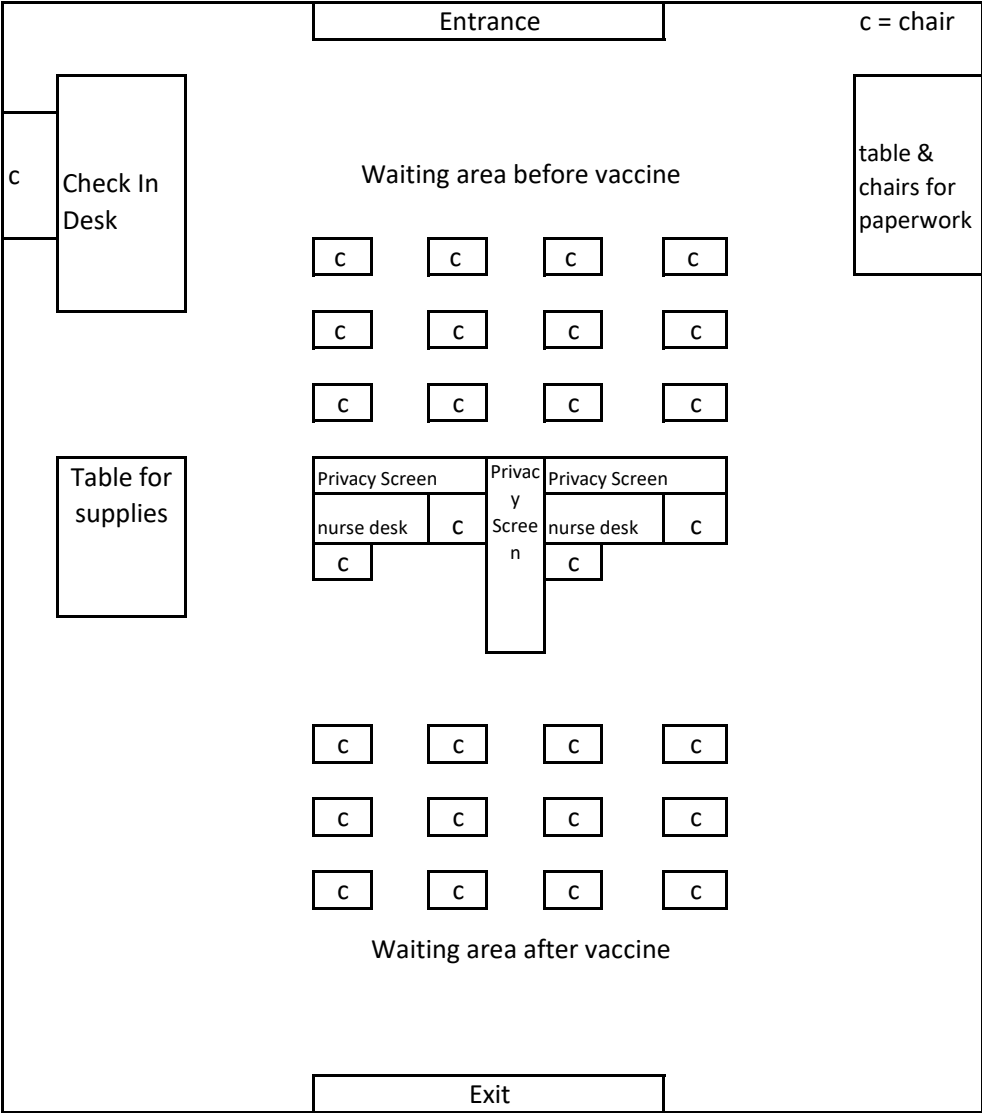 Entrance
c = chair
c
Check In
Desk
Waiting area before vaccine
table &
chairs for
paperwork
c c c c
c c c c
c c c c
Table for
supplies
Privacy Screen
Privac
y
Scree
n
Privacy Screen
nurse desk c
nurse desk c
c
c
c c c c
c c c c
c c c c
Waiting area after vaccine
Exit